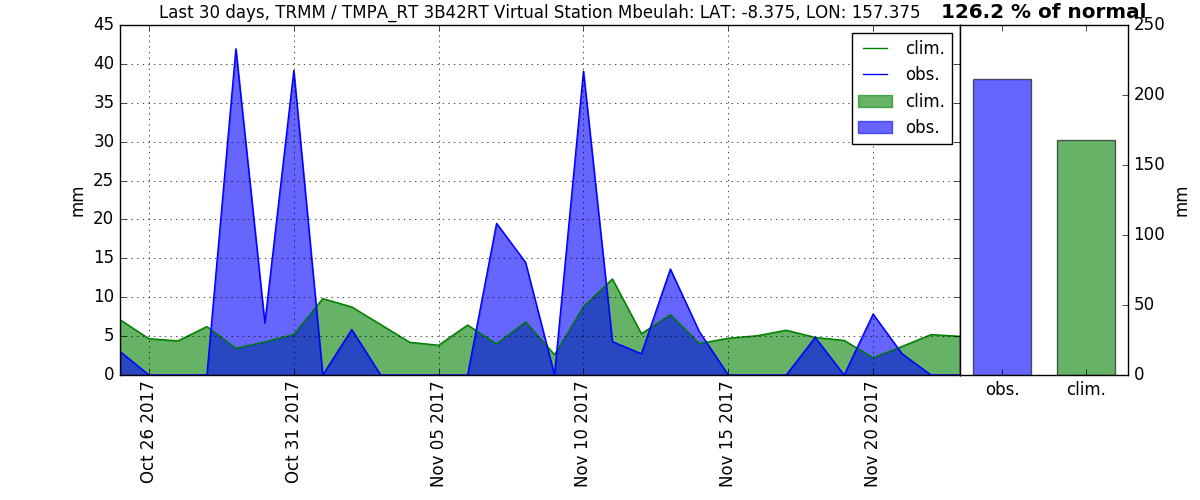 Last 30 days, TRMM / TMPA_RT 3B42RT Virtual Station Mbeulah: LAT: -8.375, LON: 157.375 126.2 % of normal
45
40
35
30
25
20
15
10
5
0
mm
clim.
obs.
clim.
obs.
Oct 26 2017
Oct 31 2017
Nov 05 2017
Nov 10 2017
Nov 15 2017
Nov 20 2017
250
200
150
100
50
0
mm
obs.
clim.